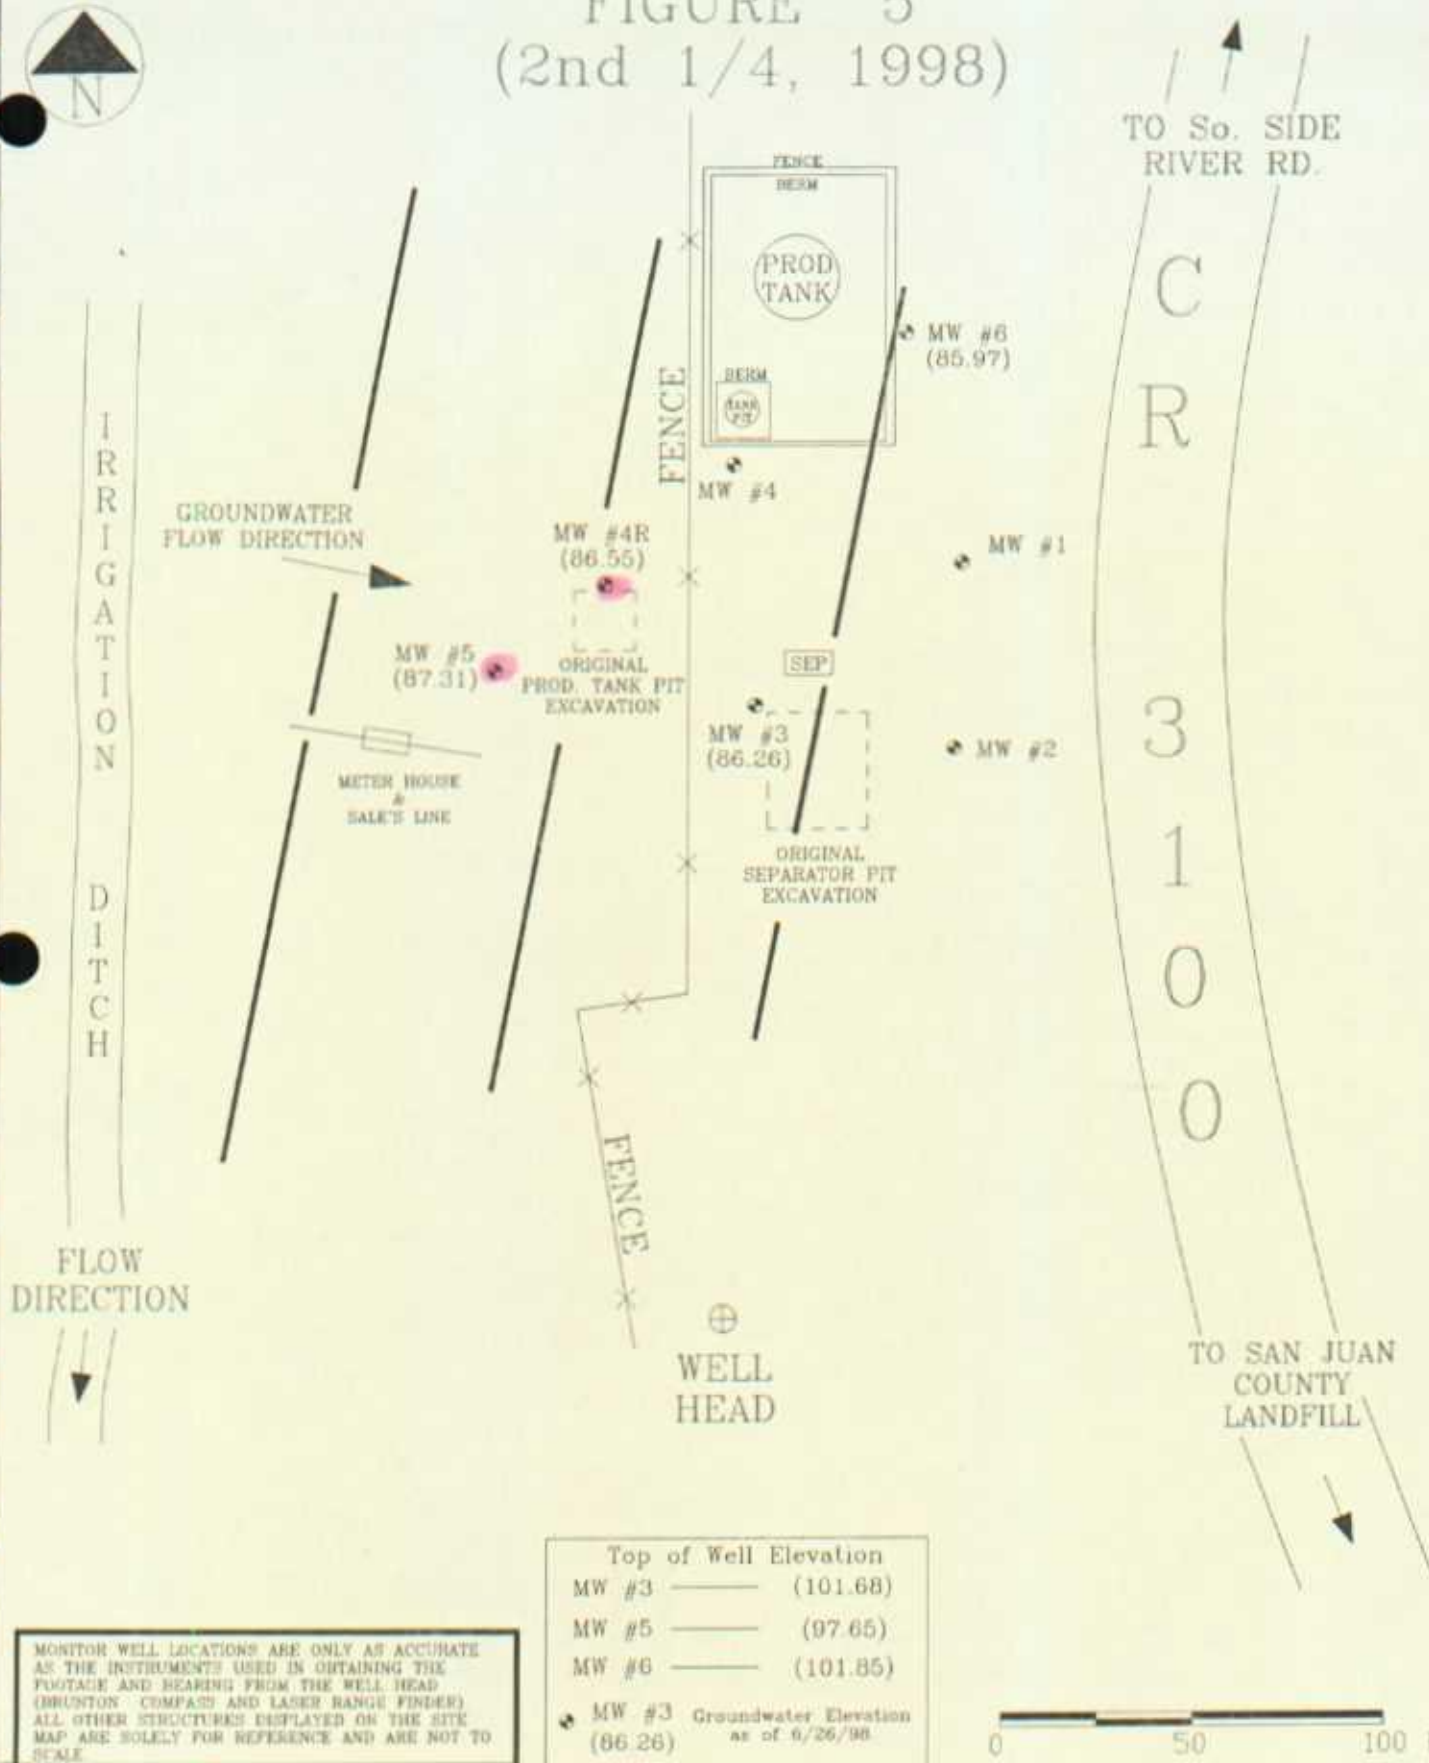 FIGURE 5
(2nd 1/4, 1998)
N
TO So. SIDE
RIVER RD.
FENCE
BERM
PROD
TANK
MW #6
(85.97)
BERM
TANK
PIT
FENCE
MW #4
C
R
3
1
0
0
IRRIGATION
DITCH
GROUNDWATER
FLOW DIRECTION
MW #4R
(86.55)
MW #1
MW #5
(87.31)
ORIGINAL
PROD. TANK PIT
EXCAVATION
SEP
MW #3
(86.26)
MW #2
METER HOUSE
&
SALE'S LINE
ORIGINAL
SEPARATOR PIT
EXCAVATION
FENCE
FLOW
DIRECTION
WELL
HEAD
TO SAN JUAN
COUNTY
LANDFILL
Top of Well Elevation
MW #3 (101.68)
MW #5 (97.65)
MW #6 (101.85)
MW #3 Groundwater Elevation
(86.26) as of 6/26/98
MONITOR WELL LOCATIONS ARE ONLY AS ACCURATE
AS THE INSTRUMENTS USED IN OBTAINING THE
FOOTAGE AND BEARING FROM THE WELL HEAD
(BRUNTON COMPASS AND LASER RANGE FINDER)
ALL OTHER STRUCTURES DISPLAYED ON THE SITE
MAP ARE SOLELY FOR REFERENCE AND ARE NOT TO
SCALE
0 50 100